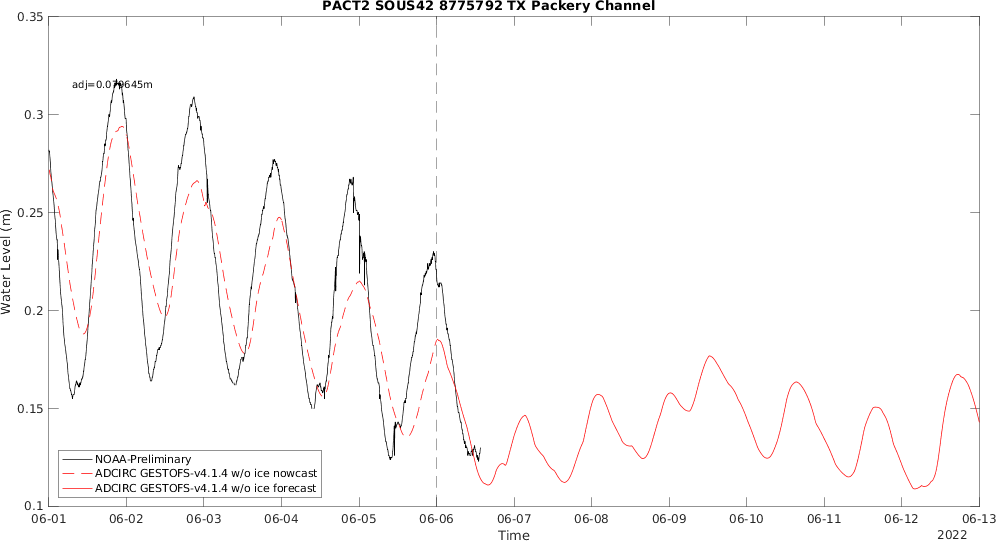 PACT2 SOUS42 8775792 TX Packery Channel
0.35
adj=0.070645m
0.3
0.25
Water Level (m)
0.2
0.15
NOAA-Preliminary
ADCIRC GESTOFS-v4.1.4 w/o ice nowcast
ADCIRC GESTOFS-v4.1.4 w/o ice forecast
0.1
06-01 06-02 06-03 06-04 06-05 06-06 06-07 06-08 06-09 06-10 06-11 06-12 06-13
Time
2022